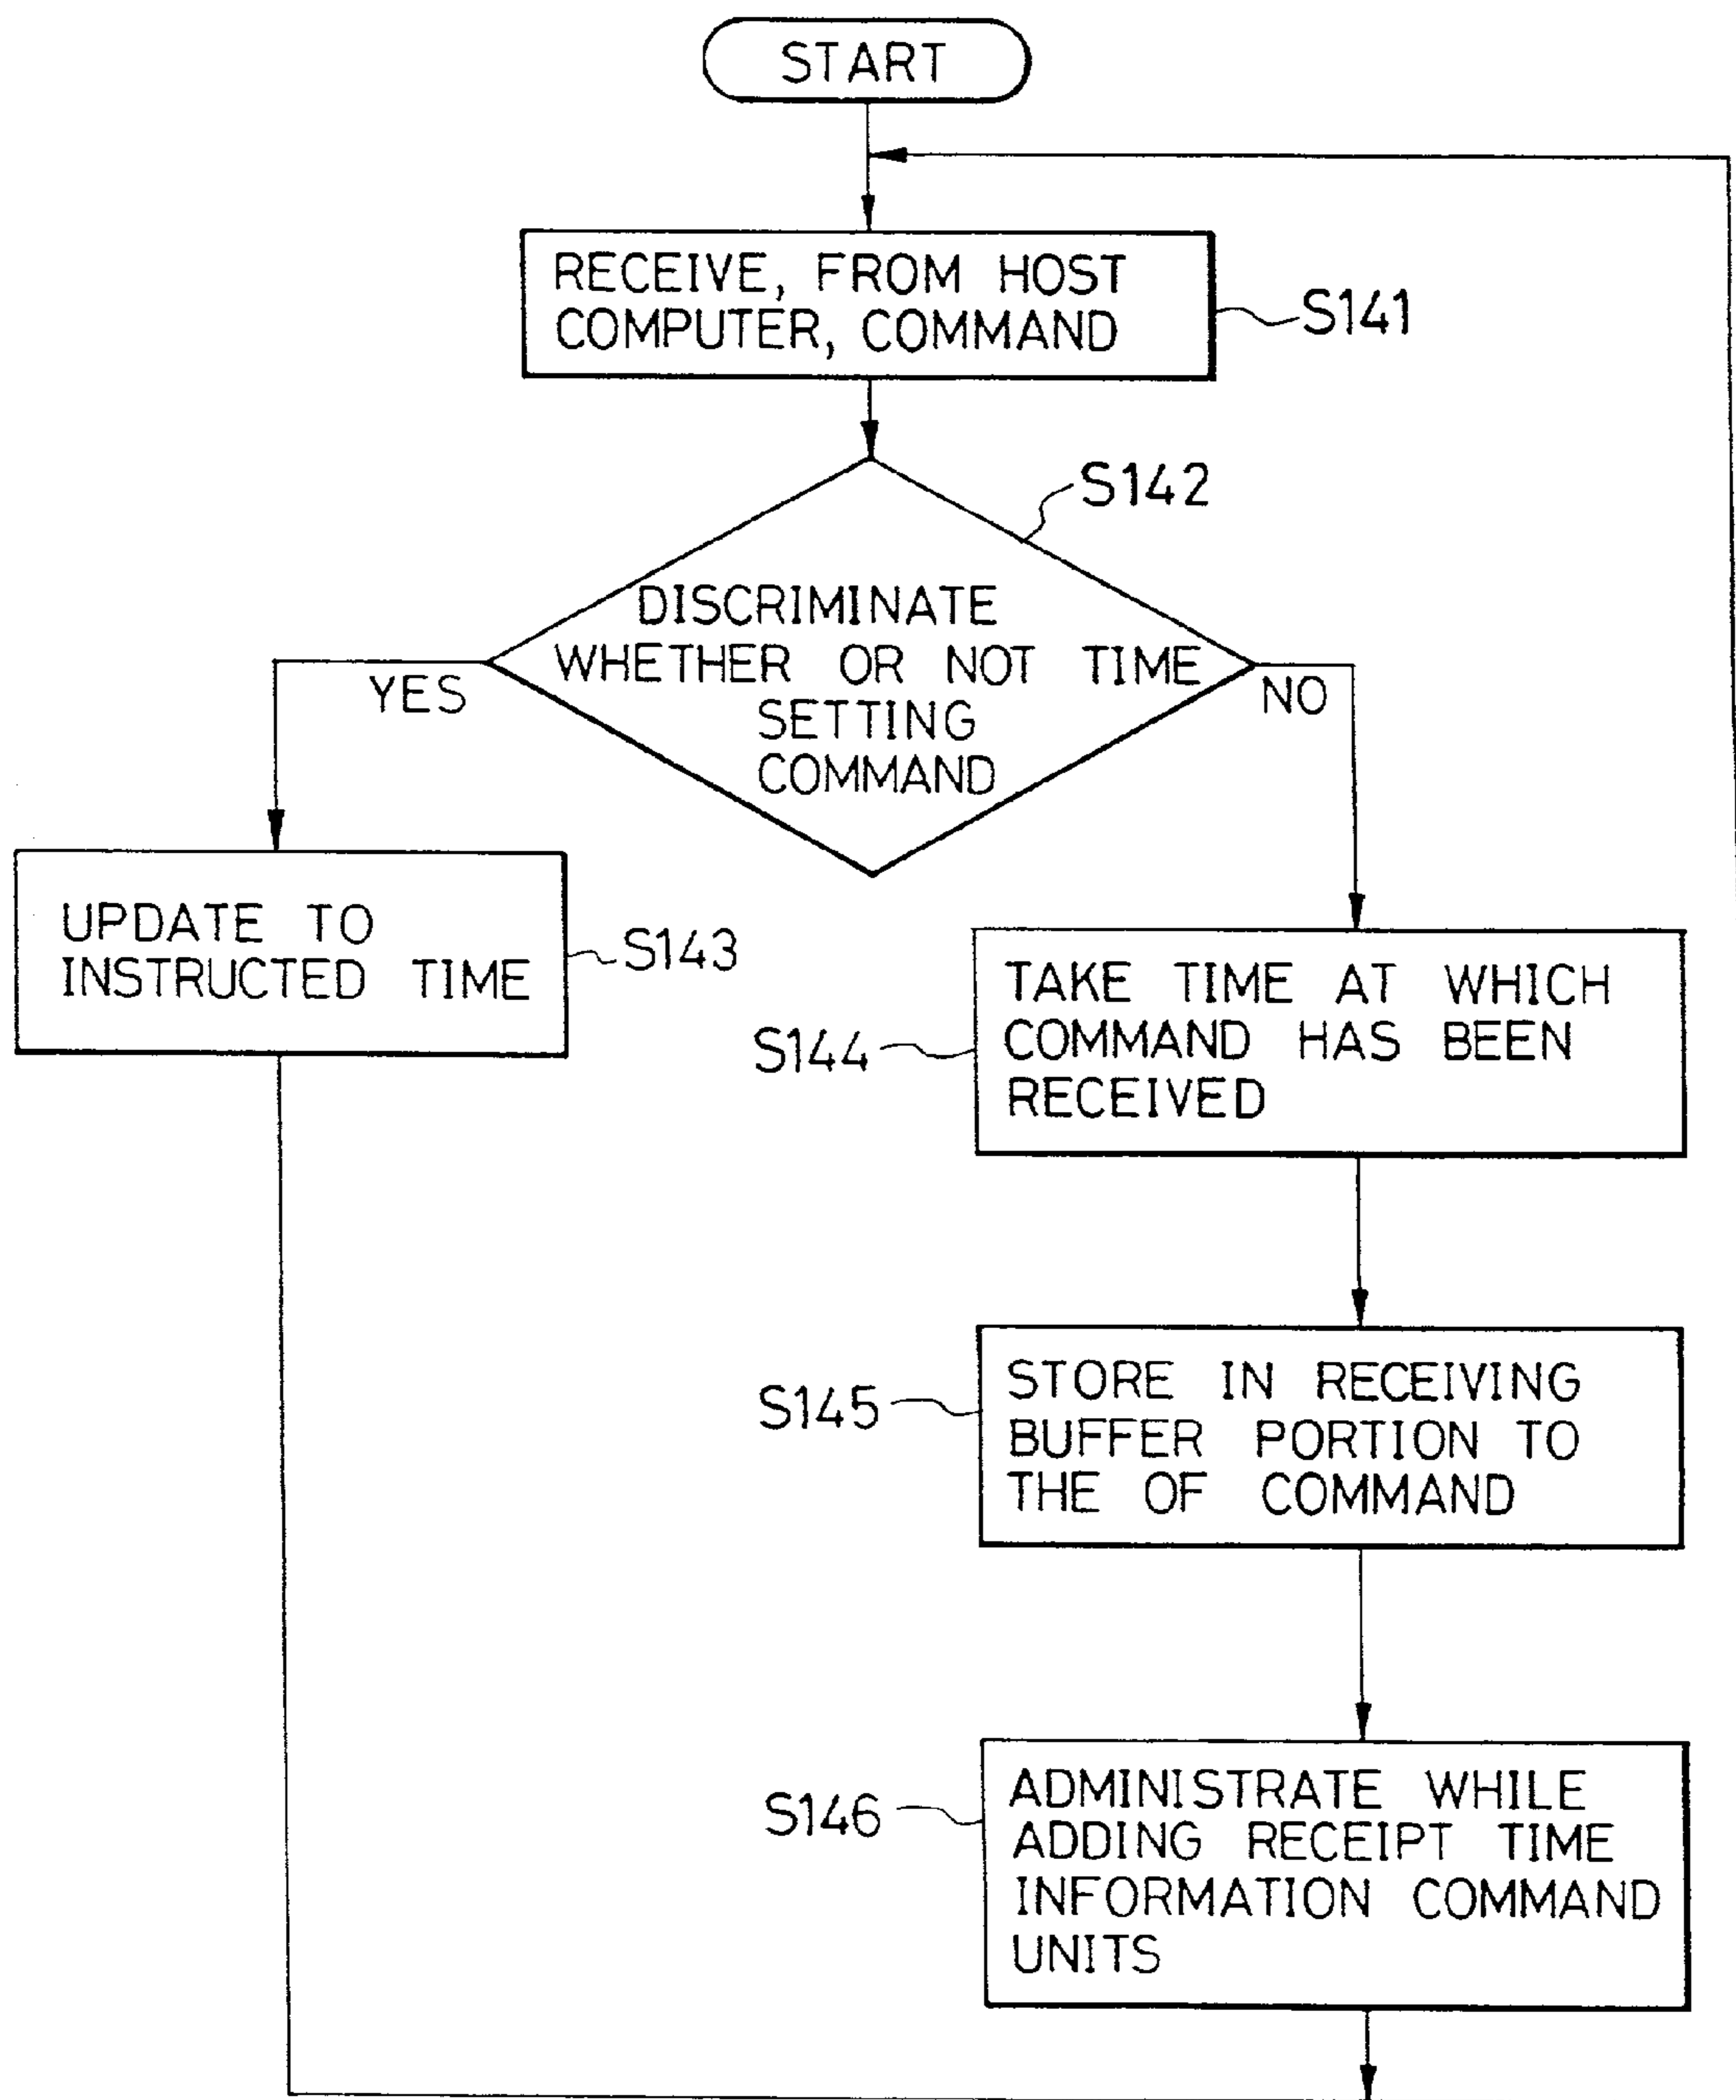 START
RECEIVE, FROM HOST
COMPUTER, COMMAND
S141
S142
DISCRIMINATE
WHETHER OR NOT TIME
SETTING
COMMAND
YES
NO
UPDATE TO
INSTRUCTED TIME
S143
TAKE TIME AT WHICH
COMMAND HAS BEEN
RECEIVED
S144
STORE IN RECEIVING
BUFFER PORTION TO
THE OF COMMAND
S145
ADMINISTRATE WHILE
ADDING RECEIPT TIME
INFORMATION COMMAND
UNITS
S146